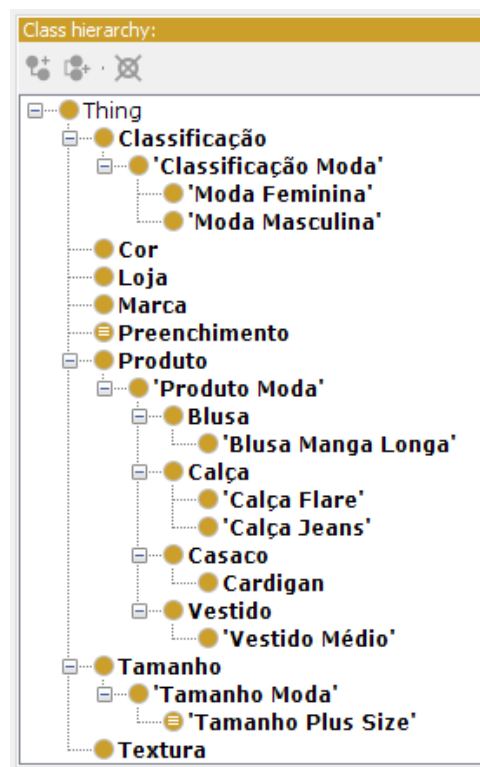 Class hierarchy:
Thing
Classificação
'Classificação Moda'
'Moda Feminina'
'Moda Masculina'
Cor
Loja
Marca
Preenchimento
Produto
'Produto Moda'
Blusa
'Blusa Manga Longa'
Calça
'Calça Flare'
'Calça Jeans'
Casaco
Cardigan
Vestido
'Vestido Médio'
Tamanho
'Tamanho Moda'
'Tamanho Plus Size'
Textura